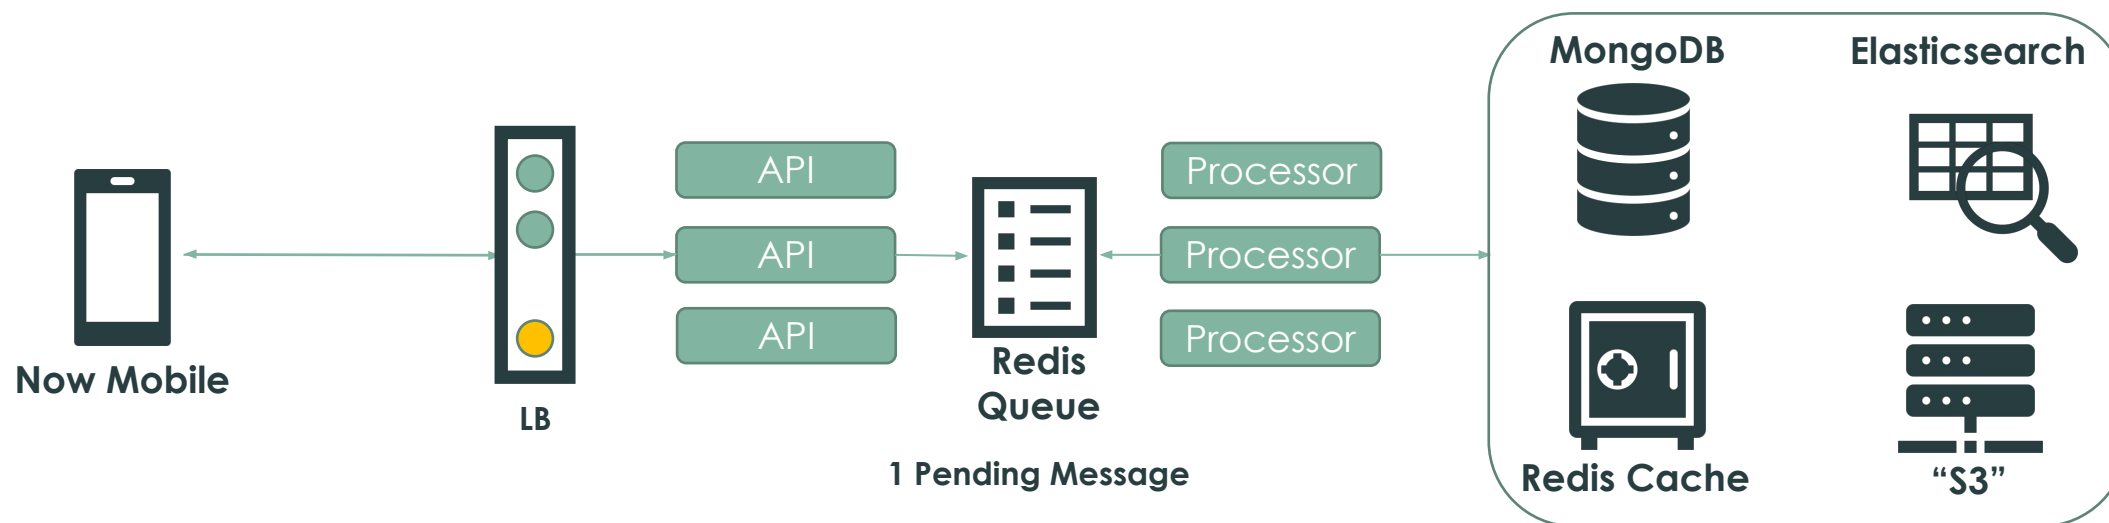 MongoDB
Elasticsearch
API
Processor
API
Processor
API
Processor
Now Mobile
LB
Redis
Queue
1 Pending Message
Redis Cache
“S3”